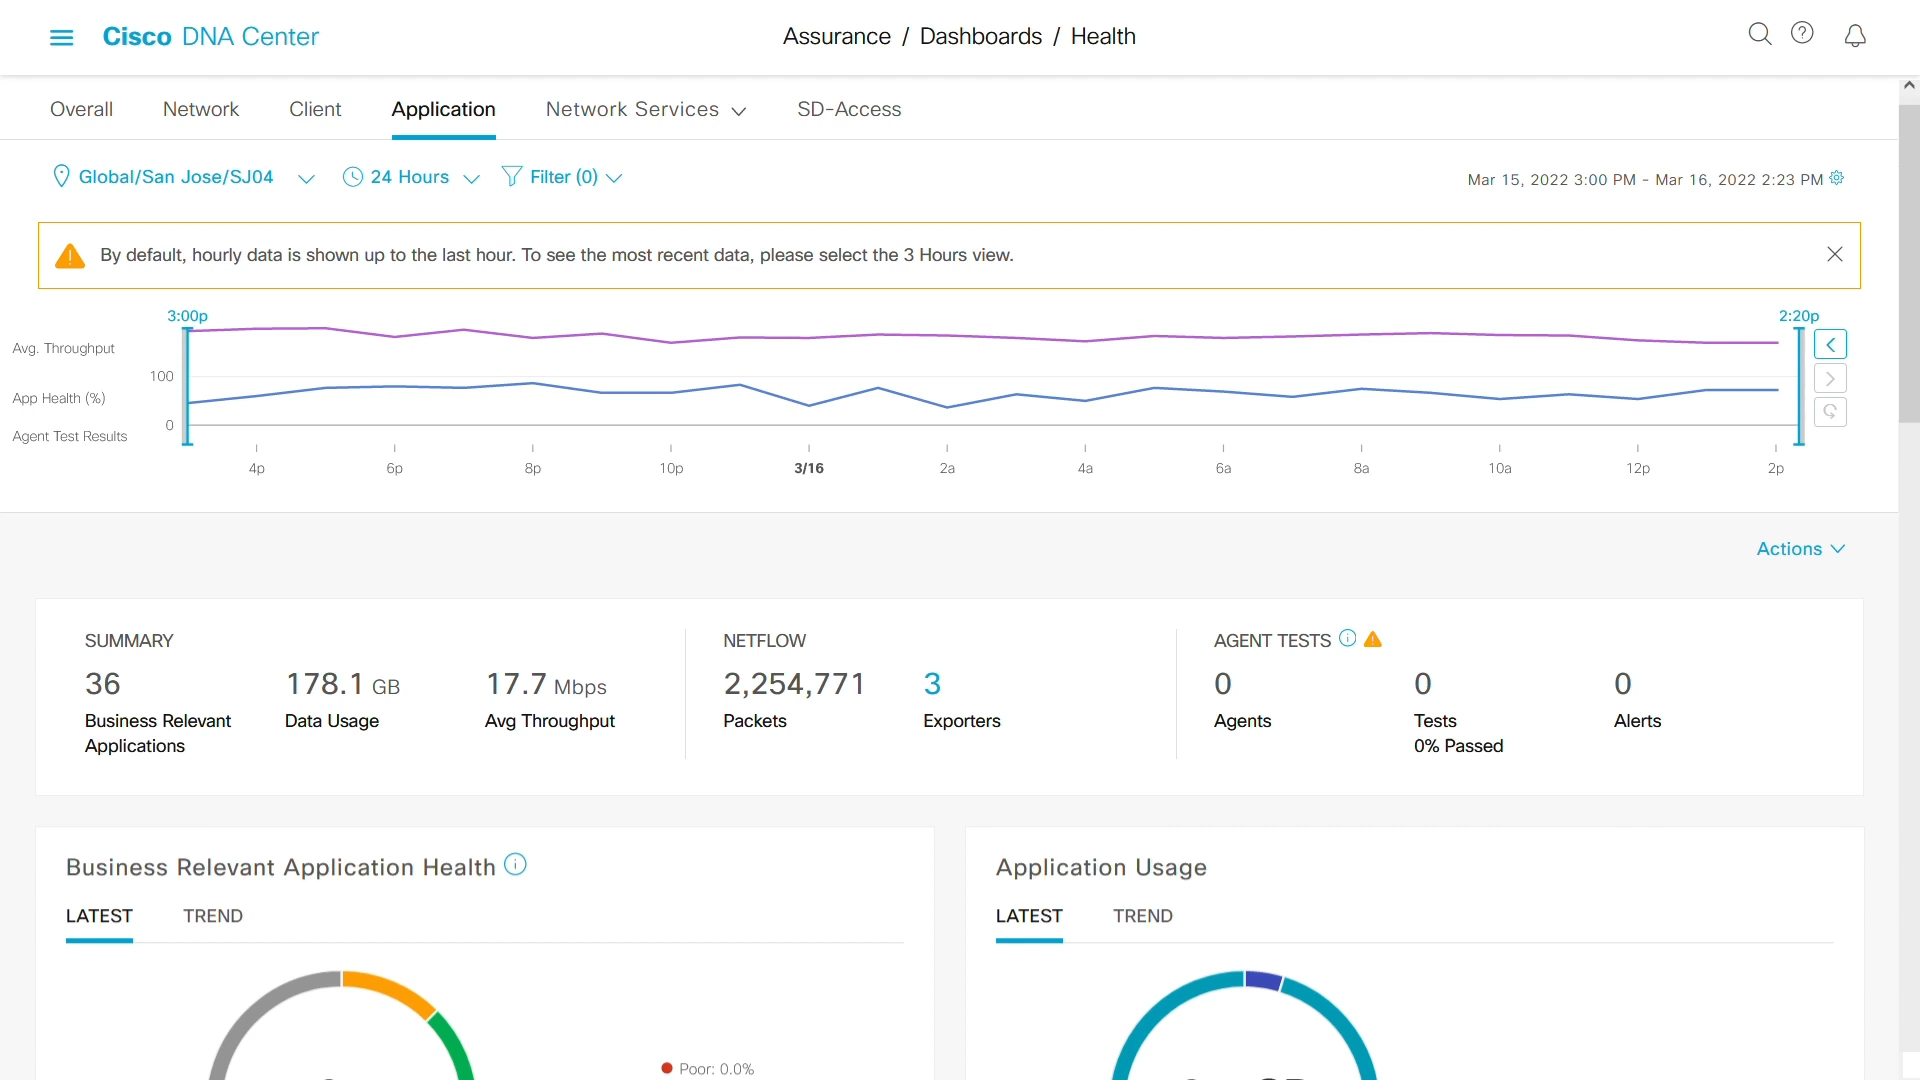 Cisco DNA Center
Assurance / Dashboards / Health
Overall Network Client Application Network Services SD-Access
Global/San Jose/SJ04 24 Hours Filter (0)
Mar 15, 2022 3:00 PM - Mar 16, 2022 2:23 PM
By default, hourly data is shown up to the last hour. To see the most recent data, please select the 3 Hours view.
3:00p 2:20p
Avg. Throughput
100
App Health (%)
0
Agent Test Results
4p 6p 8p 10p 3/16 2a 4a 6a 8a 10a 12p 2p
Actions
SUMMARY
36 178.1 GB 17.7 Mbps
Business Relevant Applications Data Usage Avg Throughput
NETFLOW
2,254,771 3
Packets Exporters
AGENT TESTS
0 0 0
Agents Tests Alerts
0% Passed
Business Relevant Application Health
LATEST TREND
Poor: 0.0%
Application Usage
LATEST TREND